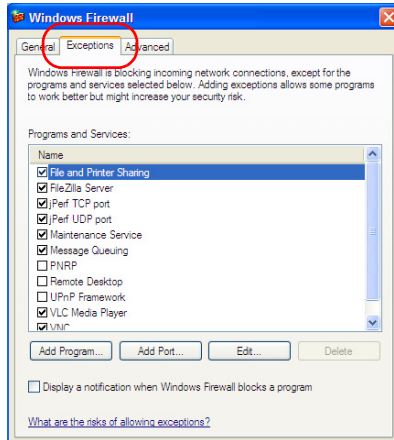 Windows Firewall
General Exceptions Advanced
Windows Firewall is blocking incoming network connections, except for the
programs and services selected below. Adding exceptions allows some programs
to work better but might increase your security risk.
Programs and Services:
Name
File and Printer Sharing
FileZilla Server
jPerf TCP port
jPerf UDP port
Maintenance Service
Message Queuing
PNRP
Remote Desktop
UPnP Framework
VLC Media Player
VNC
Add Program... Add Port... Edit... Delete
Display a notification when Windows Firewall blocks a program
What are the risks of allowing exceptions?